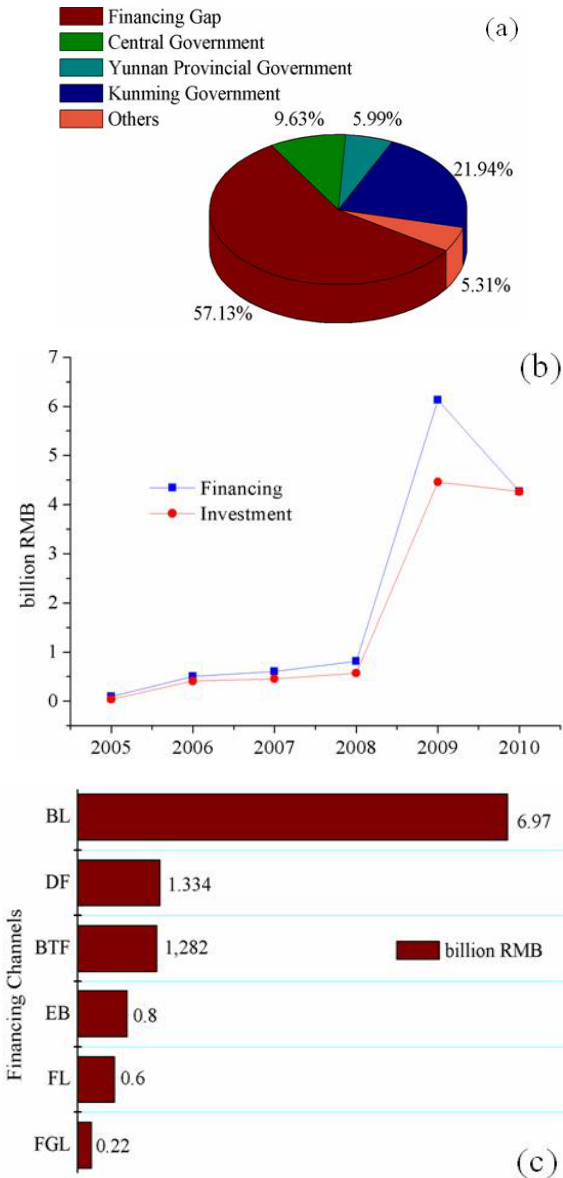 Financing Gap
(a)
Central Government
Yunnan Provincial Government
Kunming Government
Others
9.63%
5.99%
21.94%
5.31%
57.13%
(b)
7
6
5
4
3
2
1
0
billion RMB
Financing
Investment
2005 2006 2007 2008 2009 2010
Financing Channels
BL 6.97
DF 1.334
BTF 1,282
billion RMB
EB 0.8
FL 0.6
FGL 0.22
(c)